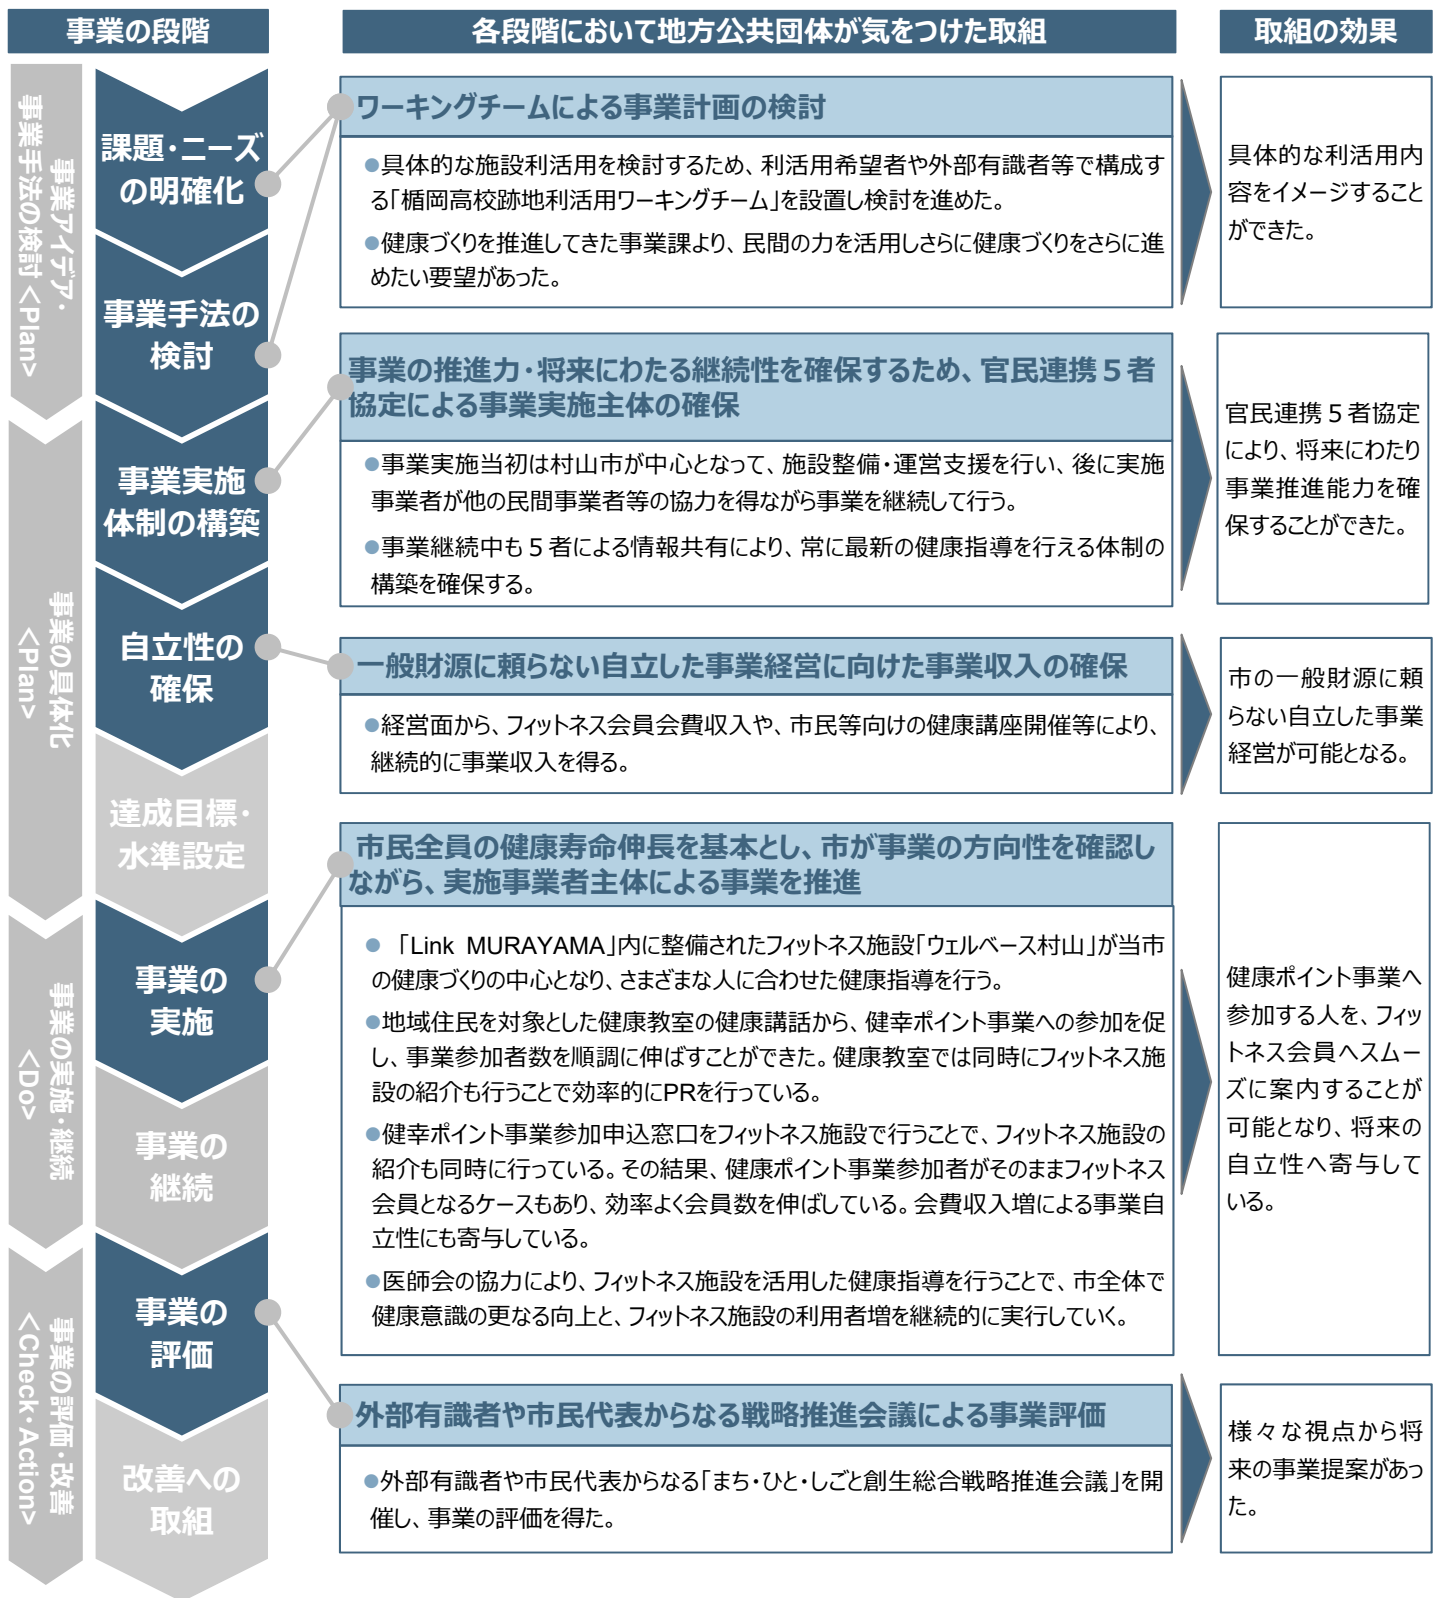 事業の段階
各段階において地方公共団体が気をつけた取組
取組の効果
事業アイデア・
事業手法の検討 <Plan>
課題・ニーズ
の明確化
事業手法の
検討
ワーキングチームによる事業計画の検討
●具体的な施設利活用を検討するため、利活用希望者や外部有識者等で構成す
る「楯岡高校跡地利活用ワーキングチーム」を設置し検討を進めた。
●健康づくりを推進してきた事業課より、民間の力を活用しさらに健康づくりをさらに進
めたい要望があった。
具体的な利活用内
容をイメージすること
ができた。
事業の具体化
<Plan>
事業実施
体制の構築
自立性の
確保
達成目標・
水準設定
事業の推進力・将来にわたる継続性を確保するため、官民連携５者
協定による事業実施主体の確保
●事業実施当初は村山市が中心となって、施設整備・運営支援を行い、後に実施
事業者が他の民間事業者等の協力を得ながら事業を継続して行う。
●事業継続中も５者による情報共有により、常に最新の健康指導を行える体制の
構築を確保する。
官民連携５者協定
により、将来にわたり
事業推進能力を確
保することができた。
一般財源に頼らない自立した事業経営に向けた事業収入の確保
●経営面から、フィットネス会員会費収入や、市民等向けの健康講座開催等により、
継続的に事業収入を得る。
市の一般財源に頼
らない自立した事業
経営が可能となる。
事業の実施・継続
<Do>
事業の
実施
事業の
継続
市民全員の健康寿命伸長を基本とし、市が事業の方向性を確認し
ながら、実施事業者主体による事業を推進
● 「Link MURAYAMA」内に整備されたフィットネス施設「ウェルベース村山」が当市
の健康づくりの中心となり、さまざまな人に合わせた健康指導を行う。
●地域住民を対象とした健康教室の健康講話から、健幸ポイント事業への参加を促
し、事業参加者数を順調に伸ばすことができた。健康教室では同時にフィットネス施
設の紹介も行うことで効率的にPRを行っている。
●健幸ポイント事業参加申込窓口をフィットネス施設で行うことで、フィットネス施設の
紹介も同時に行っている。その結果、健康ポイント事業参加者がそのままフィットネス
会員となるケースもあり、効率よく会員数を伸ばしている。会費収入増による事業自
立性にも寄与している。
●医師会の協力により、フィットネス施設を活用した健康指導を行うことで、市全体で
健康意識の更なる向上と、フィットネス施設の利用者増を継続的に実行していく。
健康ポイント事業へ
参加する人を、フィッ
トネス会員へスムー
ズに案内することが
可能となり、将来の
自立性へ寄与して
いる。
事業の評価・改善
<Check・Action>
事業の
評価
改善への
取組
外部有識者や市民代表からなる戦略推進会議による事業評価
●外部有識者や市民代表からなる「まち・ひと・しごと創生総合戦略推進会議」を開
催し、事業の評価を得た。
様々な視点から将
来の事業提案があっ
た。